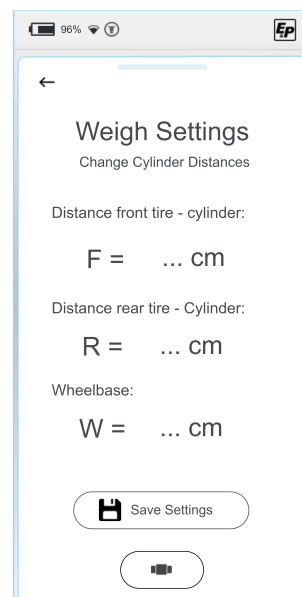 96%
EP
Weigh Settings
Change Cylinder Distances
Distance front tire - cylinder:
F = ... cm
Distance rear tire - Cylinder:
R = ... cm
Wheelbase:
W = ... cm
Save Settings